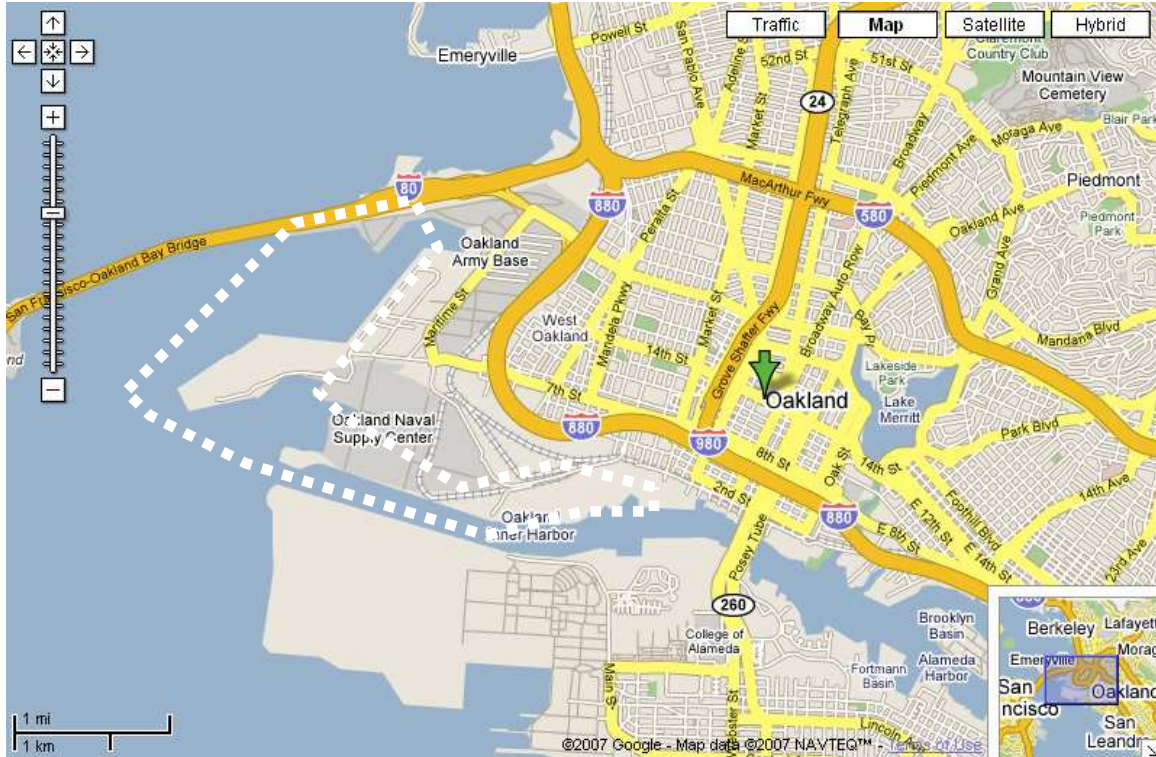 Traffic
Map
Satellite
Hybrid
Emeryville
Powell St
San Pablo Ave
Adeline St
52nd St
Market St
24
Telegraph Ave
51st St
Claremont
Country Club
Mountain View
Cemetery
Blair Park
Broadway
Moraga Ave
Piedmont Ave
Piedmont
MacArthur Fwy
80
880
580
Oakland Ave
Piedmont
Park
Peralta St
San Francisco-Oakland Bay Bridge
Oakland
Army Base
Grand Ave
Maritime St
West
Oakland
Mandela Pkwy
Market St
Grove Shafter Fwy
Broadway Auto Row
Bay Pl
Mandana Blvd
14th St
Lakeside
Park
7th St
Oakland
Lake
Merritt
Oakland Naval
Supply Center
880
980
Park Blvd
8th St
Oak St
14th St
2nd St
14th Ave
Foothill Blvd
880
E 8th St
E 12th St
E 14th St
23rd Ave
Oakland
Inner Harbor
Posey Tube
260
College of
Alameda
Brooklyn
Basin
Fortmann
Basin
Alameda
Harbor
Main St
Webster St
Lincoln Ave
Berkeley
Lafayett
Emeryville
Morag
San
ncisco
Oakland
San
Leandr
1 mi
1 km
©2007 Google - Map data ©2007 NAVTEQ™ - Terms of Use